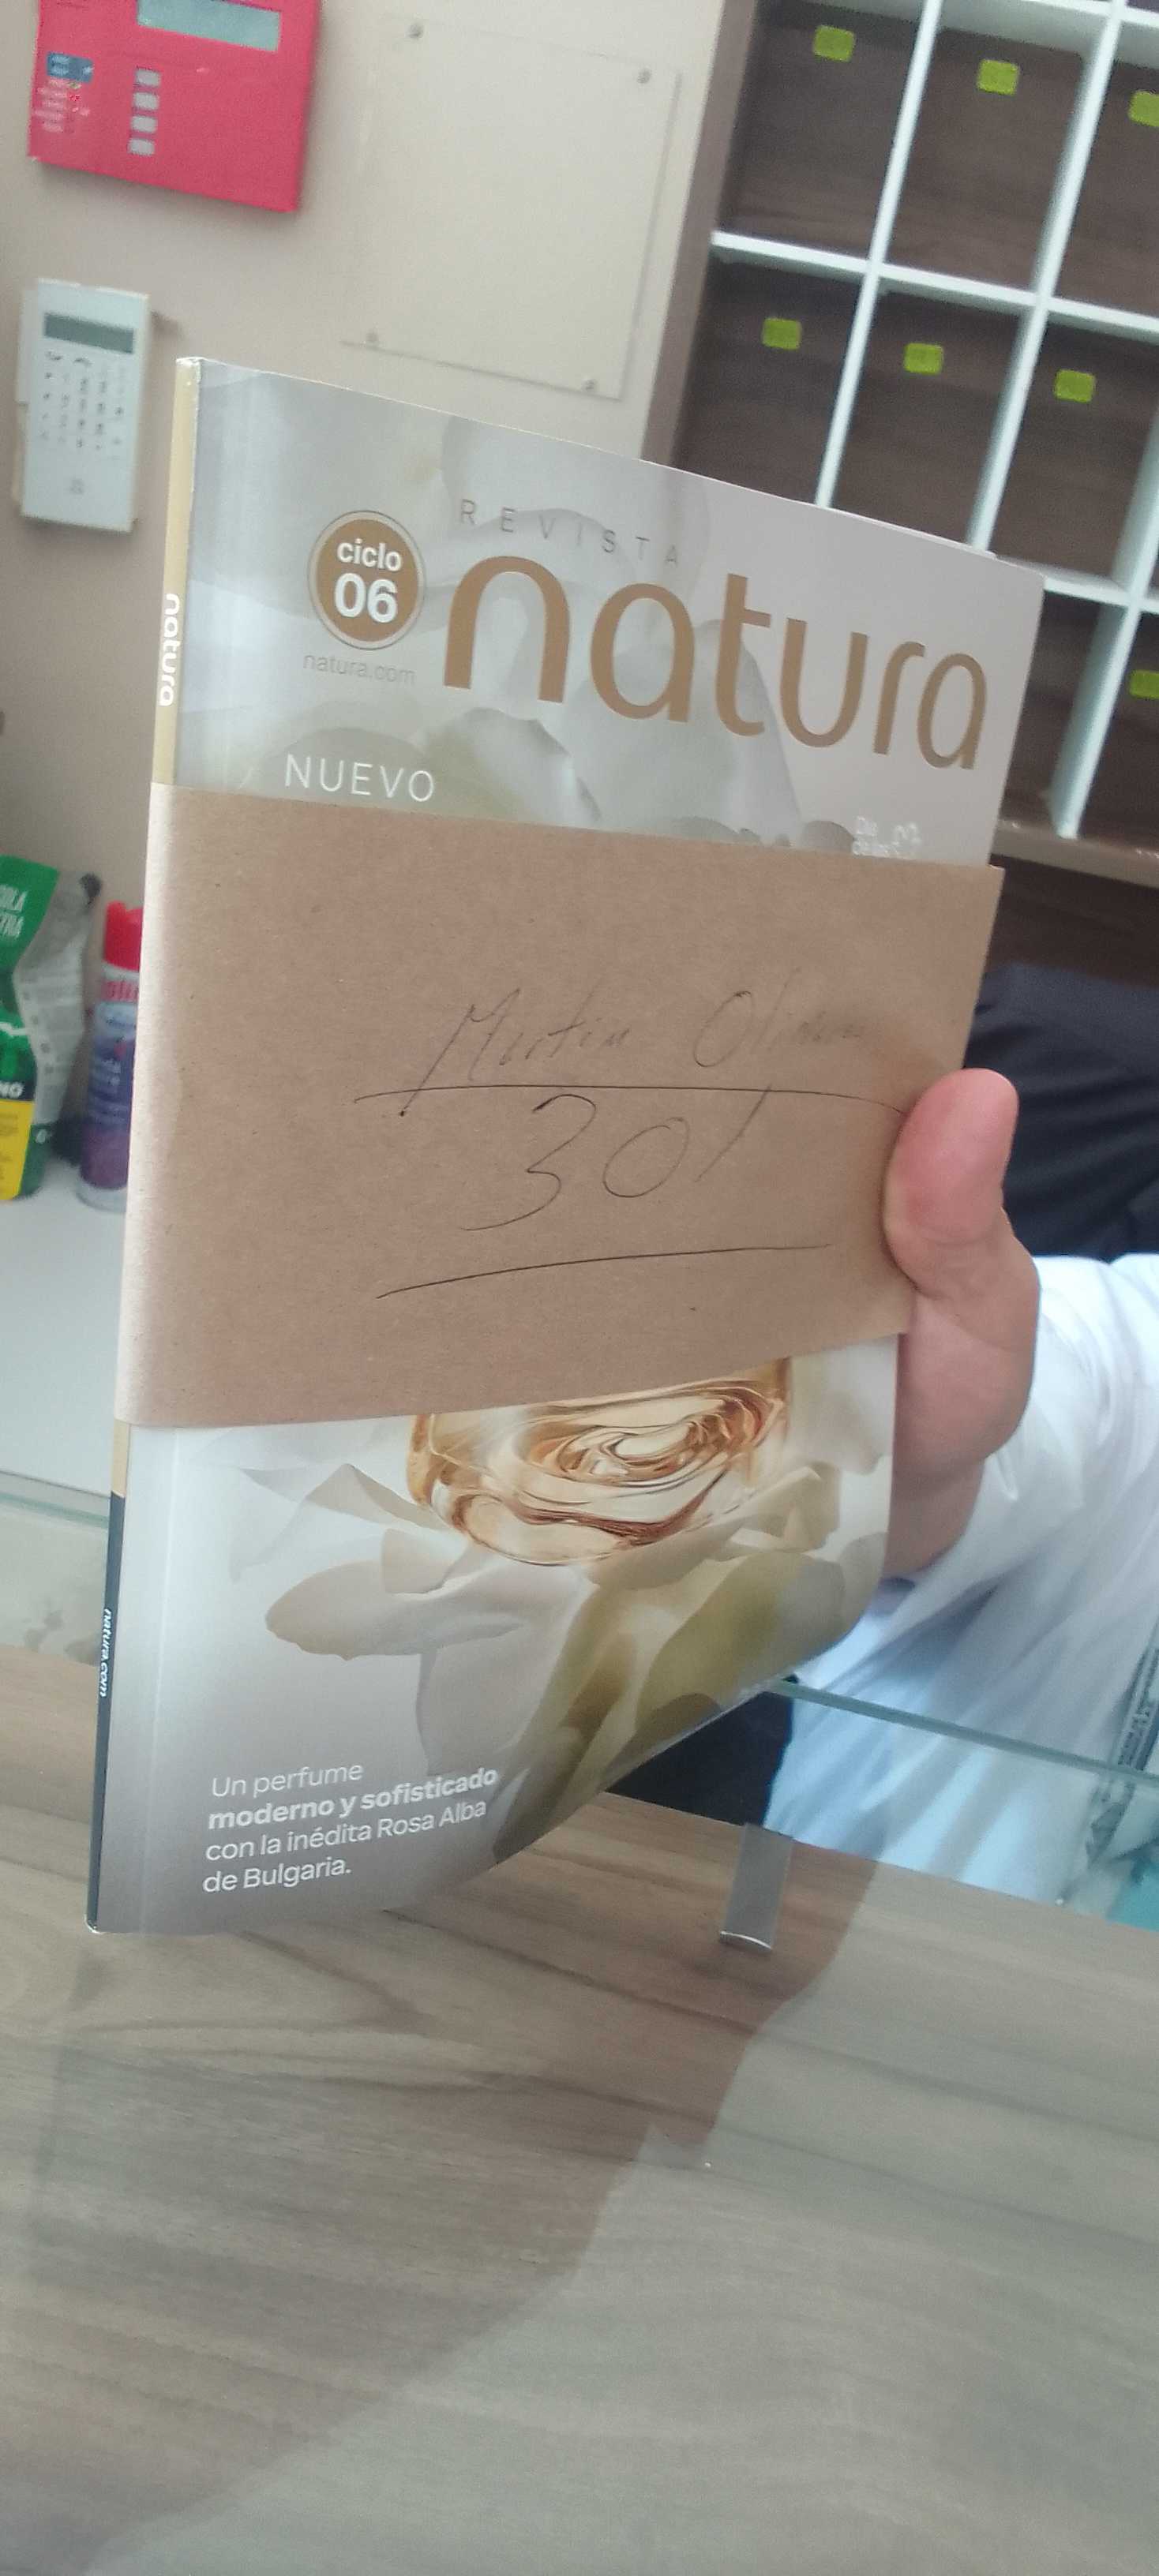 REVISTA
ciclo
06
natura
natura.com
NUEVO
natura
Martin
301
natura.com
Un perfume
moderno y sofisticado
con la inédita Rosa Alba
de Bulgaria.